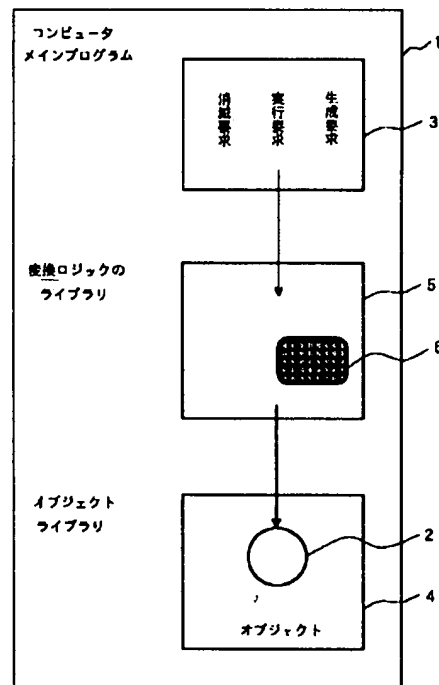 コンピュータ
メインプログラム
1
消滅要求
実行要求
生成要求
3
変換ロジックの
ライブラリ
5
6
オブジェクト
ライブラリ
2
4
オブジェクト